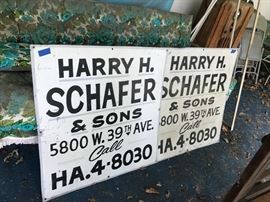 HARRY H.
SCHAFER
& SONS
5800 W. 39TH AVE.
Call
HA.4-8030
HARRY H.
SCHAFER
& SONS
5800 W. 39TH AVE.
Call
HA.4-8030